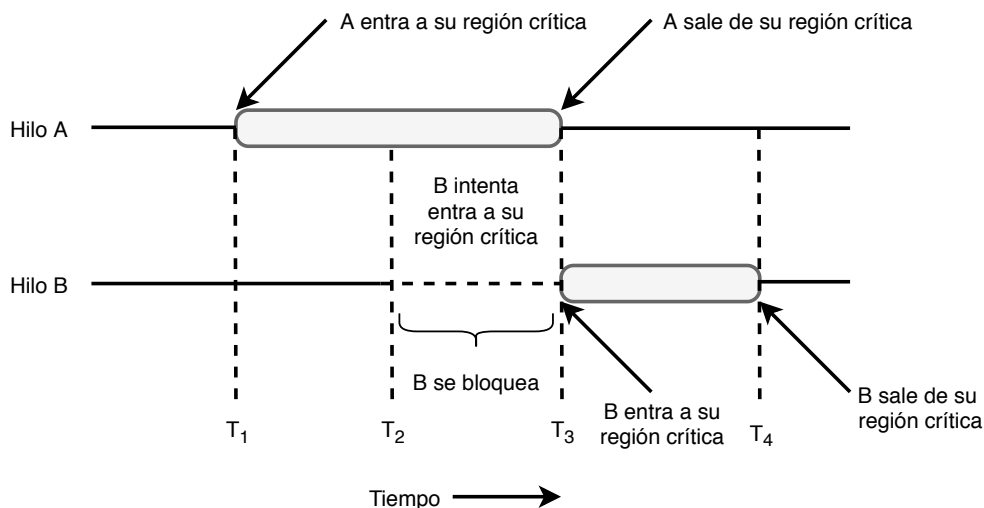 A entra a su región crítica
A sale de su región crítica
Hilo A
B intenta
entra a su
región crítica
Hilo B
B se bloquea
B entra a su
región crítica
B sale de su
región crítica
T1
T2
T3
T4
Tiempo